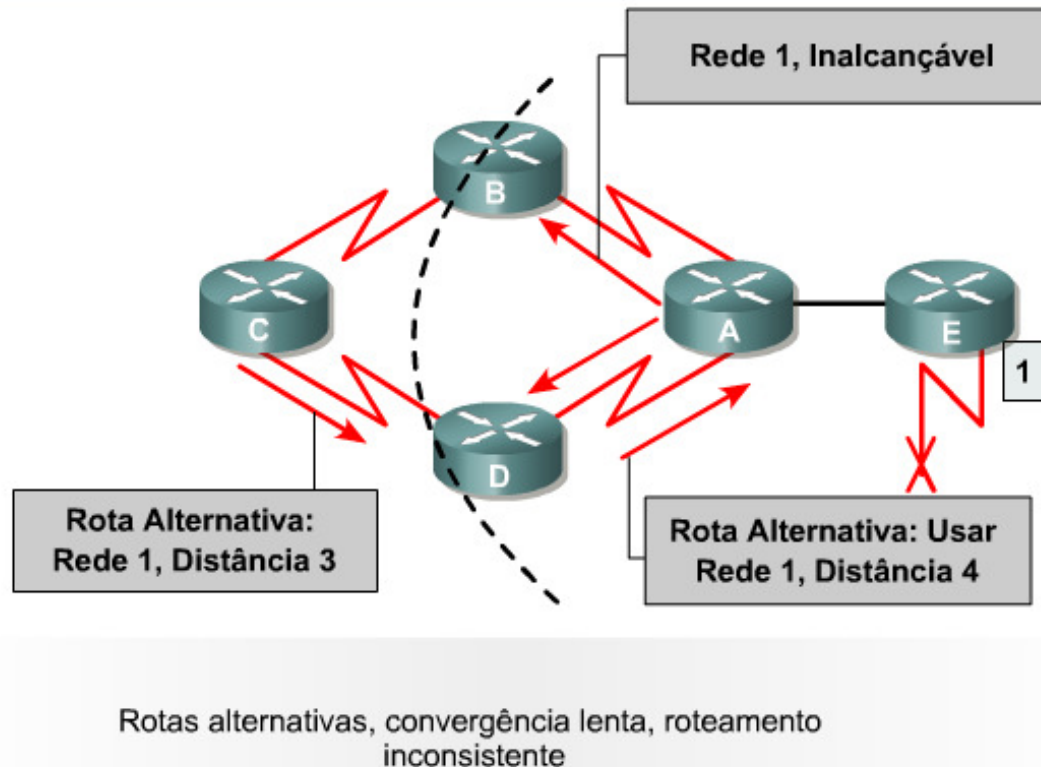 Rede 1, Inalcançável
B
C
A
E
1
D
Rota Alternativa:
Rede 1, Distância 3
Rota Alternativa: Usar
Rede 1, Distância 4
Rotas alternativas, convergência lenta, roteamento
inconsistente